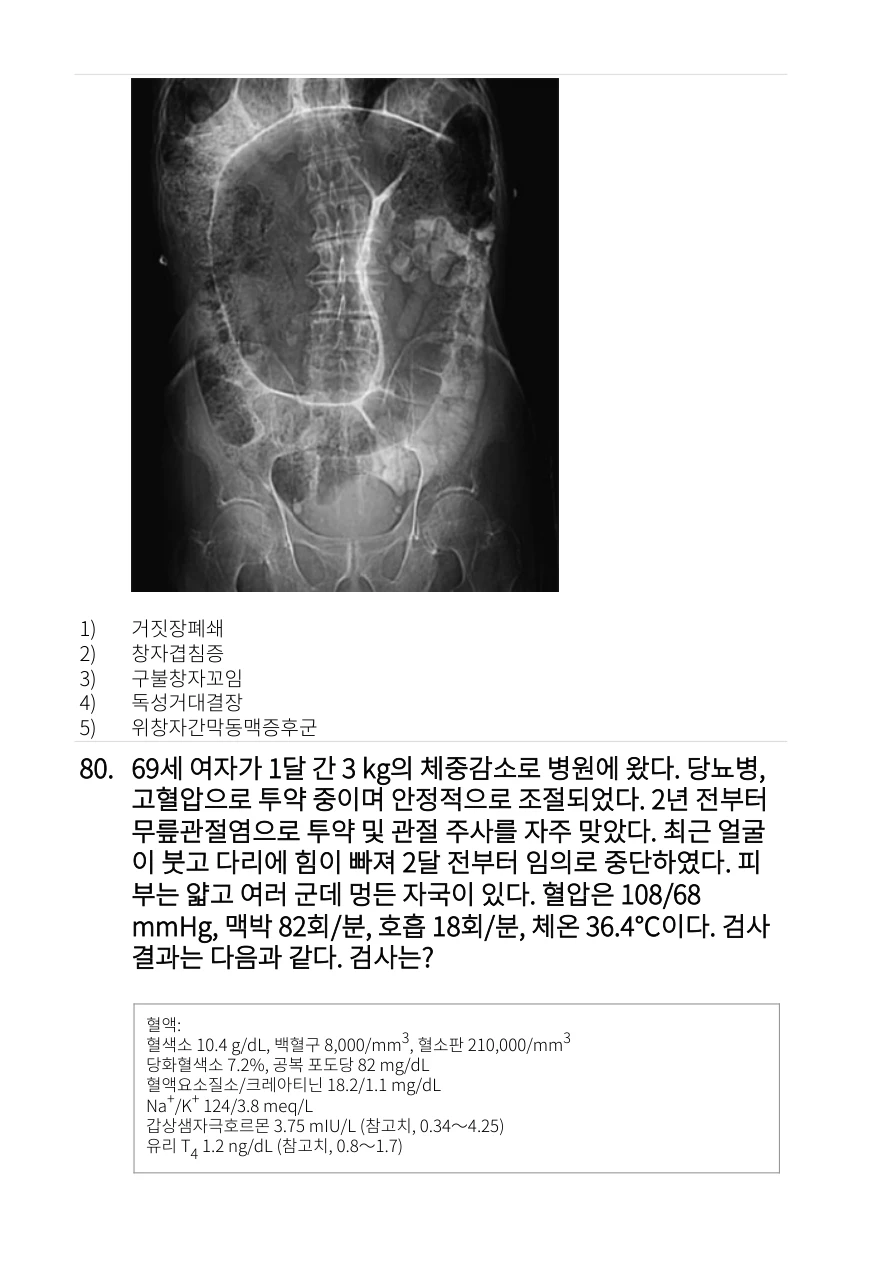 1) 거짓장폐쇄
2) 창자겹침증
3) 구불창자꼬임
4) 독성거대결장
5) 위창자간막동맥증후군
80. 69세 여자가 1달 간 3 kg의 체중감소로 병원에 왔다. 당뇨병,
고혈압으로 투약 중이며 안정적으로 조절되었다. 2년 전부터
무릎관절염으로 투약 및 관절 주사를 자주 맞았다. 최근 얼굴
이 붓고 다리에 힘이 빠져 2달 전부터 임의로 중단하였다. 피
부는 얇고 여러 군데 멍든 자국이 있다. 혈압은 108/68
mmHg, 맥박 82회/분, 호흡 18회/분, 체온 36.4℃이다. 검사
결과는 다음과 같다. 검사는?
혈액:
혈색소 10.4 g/dL, 백혈구 8,000/mm³, 혈소판 210,000/mm³
당화혈색소 7.2%, 공복 포도당 82 mg/dL
혈액요소질소/크레아티닌 18.2/1.1 mg/dL
Na⁺/K⁺ 124/3.8 meq/L
갑상샘자극호르몬 3.75 mIU/L (참고치, 0.34～4.25)
유리 T₄ 1.2 ng/dL (참고치, 0.8～1.7)